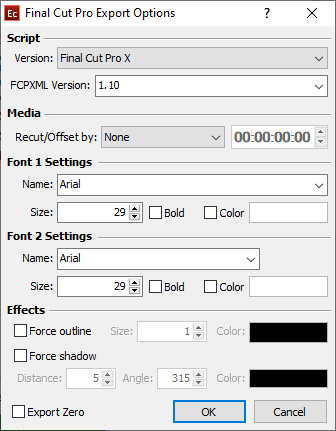 Ec Final Cut Pro Export Options
Script
Version: Final Cut Pro X
FCPXML Version: 1.10
Media
Recut/Offset by: None 00:00:00:00
Font 1 Settings
Name: Arial
Size: 29 Bold Color
Font 2 Settings
Name: Arial
Size: 29 Bold Color
Effects
Force outline Size: 1 Color:
Force shadow
Distance: 5 Angle: 315 Color:
Export Zero OK Cancel